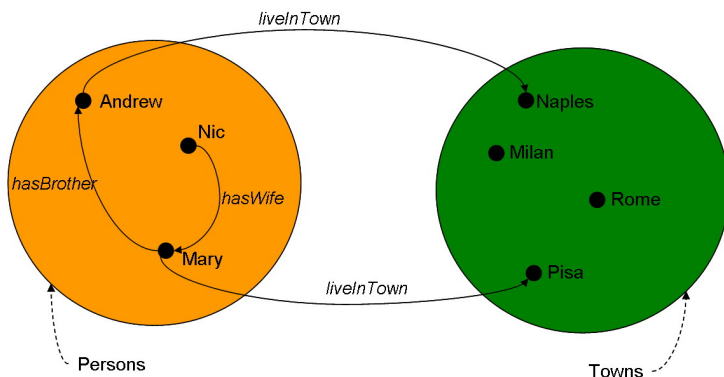 liveInTown
Andrew
Naples
Nic
Milan
hasBrother
hasWife
Rome
Mary
Pisa
liveInTown
Persons
Towns